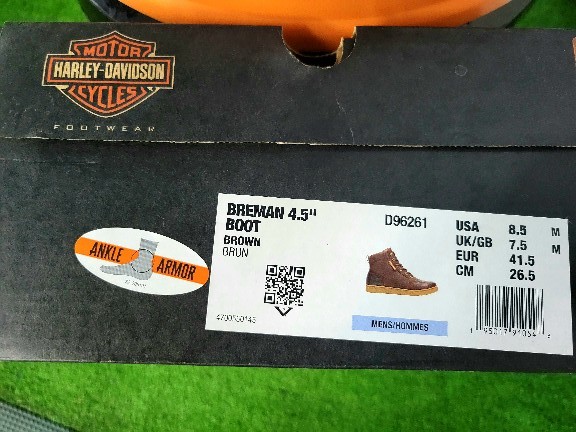 MOTOR
HARLEY-DAVIDSON
CYCLES
FOOTWEAR
ANKLE ARMOR
BREMAN 4.5"
BOOT
BROWN
BRUN
D96261
USA 8.5 M
UK/GB 7.5 M
EUR 41.5
CM 26.5
MENS/HOMMES